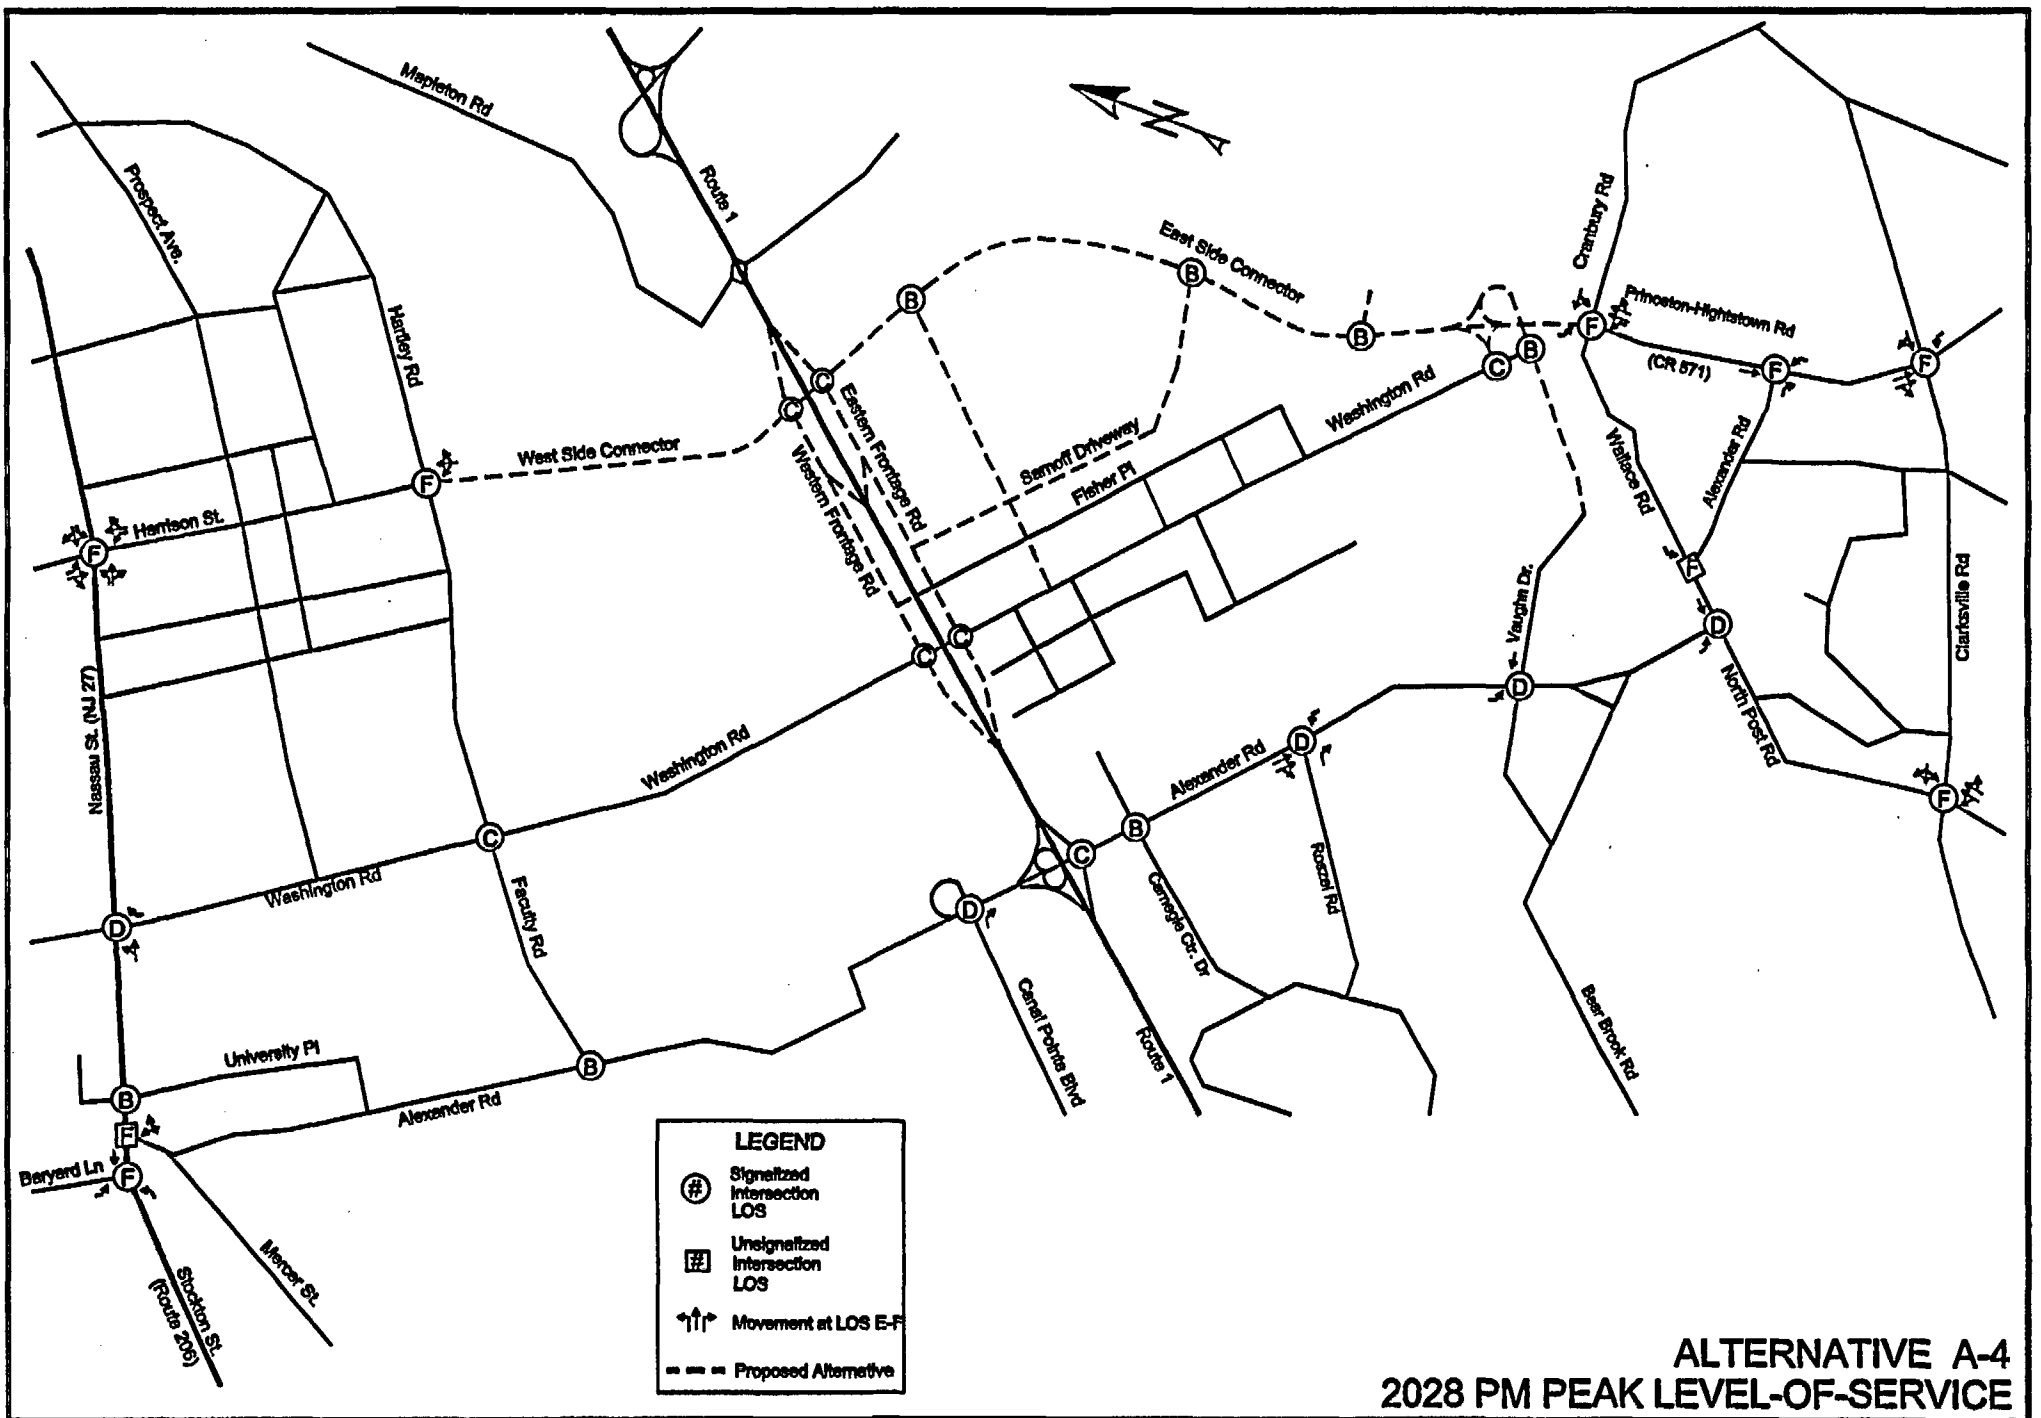 Mapleton Rd
Prospect Ave.
Route 1
N
Cranbury Rd
East Side Connector
Princeton-Hightstown Rd
(CR 571)
Hartley Rd
B
B
B
F
B
C
F
F
C
C
Eastern Frontage Rd
Washington Rd
West Side Connector
Western Frontage Rd
Sarnoff Driveway
Fisher Pl
Wallace Rd
Alexander Rd
F
Harrison St.
F
F
Vaughn Dr.
Clarksville Rd
D
C
C
D
North Post Rd
Nassau St. (NJ 27)
Washington Rd
D
Alexander Rd
F
C
B
C
Roszel Rd
Washington Rd
Faculty Rd
D
D
Carnegie Ctr. Dr
Canal Pointe Blvd
Route 1
Bear Brook Rd
University Pl
B
B
Alexander Rd
F
Baryard Ln
F
Mercer St.
Stockton St.
(Route 206)
LEGEND
# Signalized
Intersection
LOS
# Unsignalized
Intersection
LOS
Movement at LOS E-F
Proposed Alternative
ALTERNATIVE A-4
2028 PM PEAK LEVEL-OF-SERVICE